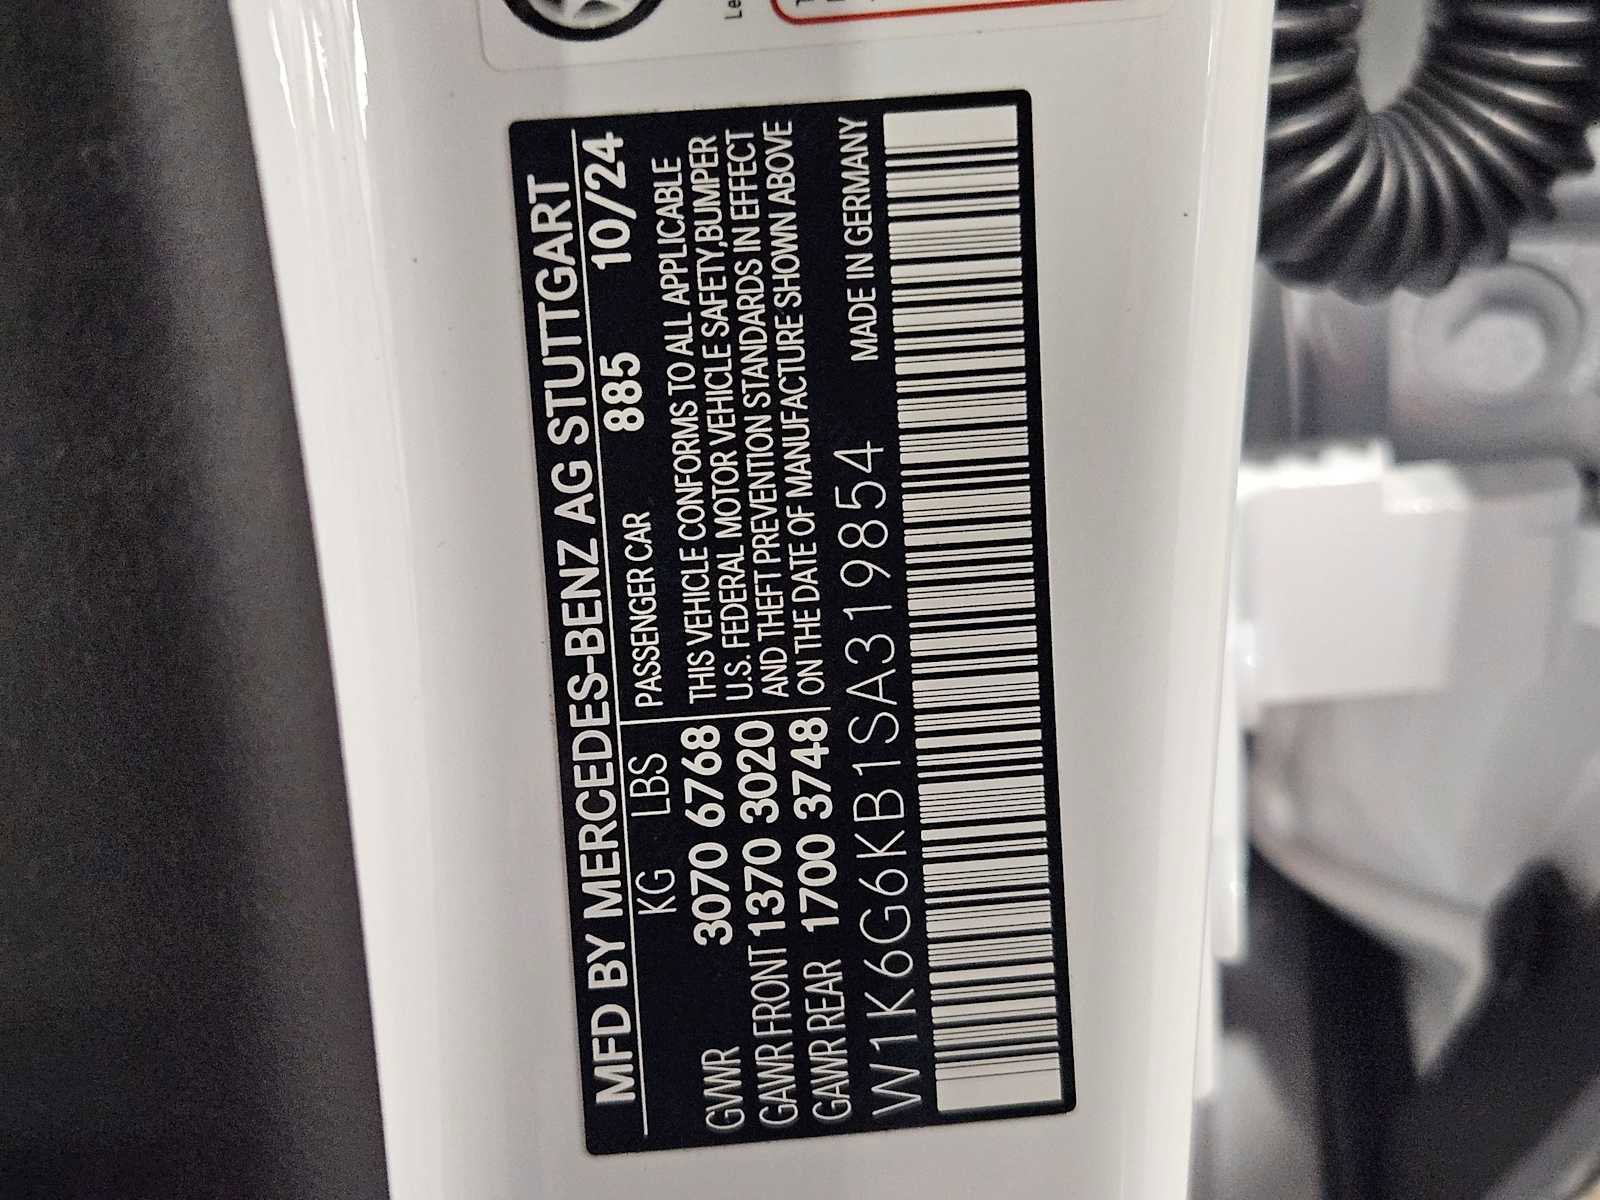 MFD BY MERCEDES-BENZ AG STUTTGART
KG LBS PASSENGER CAR 885 10/24
GVWR 3070 6768 THIS VEHICLE CONFORMS TO ALL APPLICABLE
GAWR FRONT 1370 3020 U.S. FEDERAL MOTOR VEHICLE SAFETY,BUMPER
GAWR REAR 1700 3748 AND THEFT PREVENTION STANDARDS IN EFFECT
ON THE DATE OF MANUFACTURE SHOWN ABOVE
W1K6G6KB1SA319854 MADE IN GERMANY